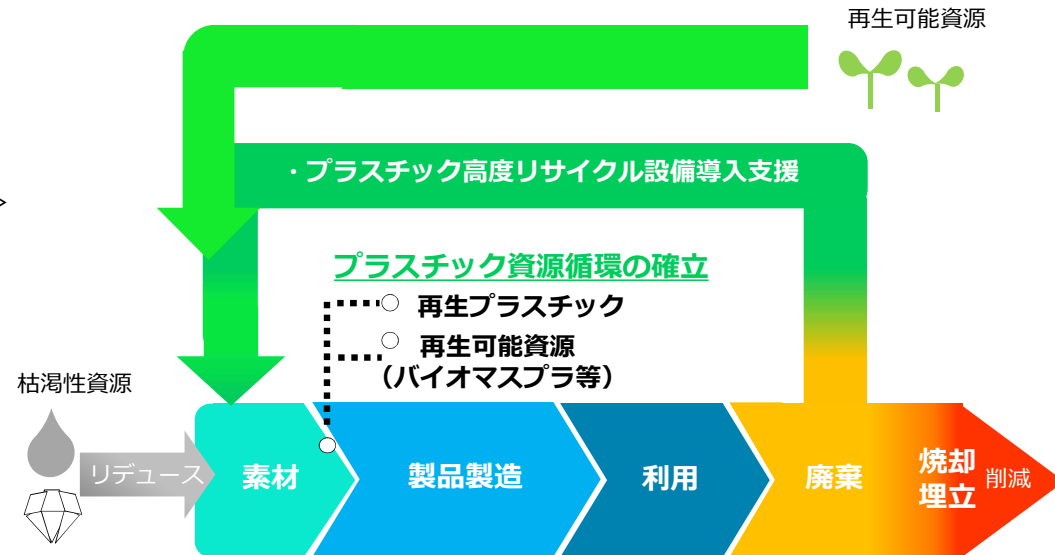 再生可能資源
・プラスチック高度リサイクル設備導入支援
プラスチック資源循環の確立
○ 再生プラスチック
○ 再生可能資源
（バイオマスプラ等）
枯渇性資源
リデュース
素材
製品製造
利用
廃棄
焼却
埋立
削減